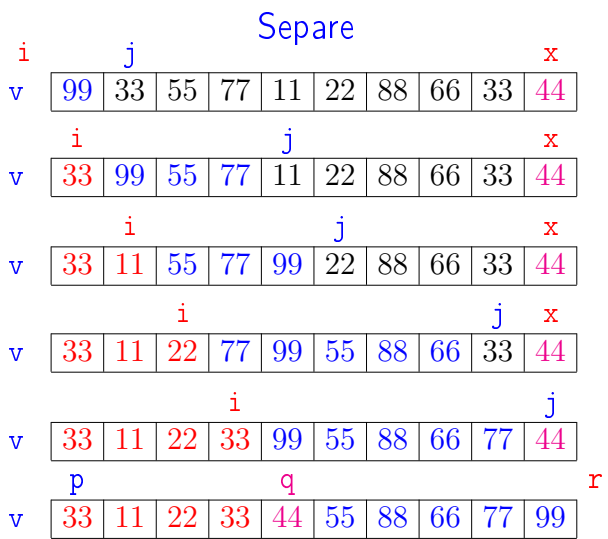 Separe
i j x
v 99 33 55 77 11 22 88 66 33 44
i j x
v 33 99 55 77 11 22 88 66 33 44
i j x
v 33 11 55 77 99 22 88 66 33 44
i j x
v 33 11 22 77 99 55 88 66 33 44
i j
v 33 11 22 33 99 55 88 66 77 44
p q r
v 33 11 22 33 44 55 88 66 77 99